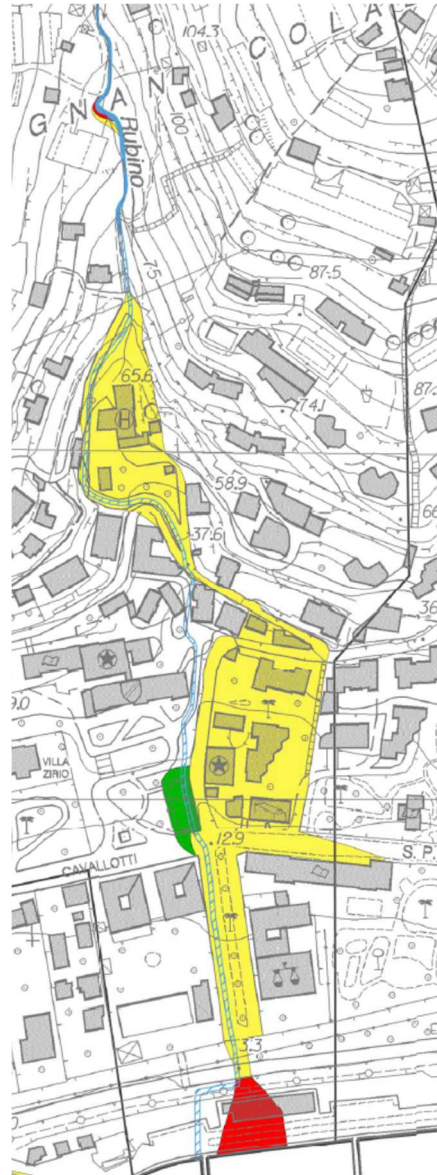 104.3
C O L A
G N A N
Rubino
100
75
87.5
65.6
H
74.1
87.
58.9
66
37.6
36
9.0
VILLA
ZIRIO
12.9
S.P.
CAVALLOTTI
3.3